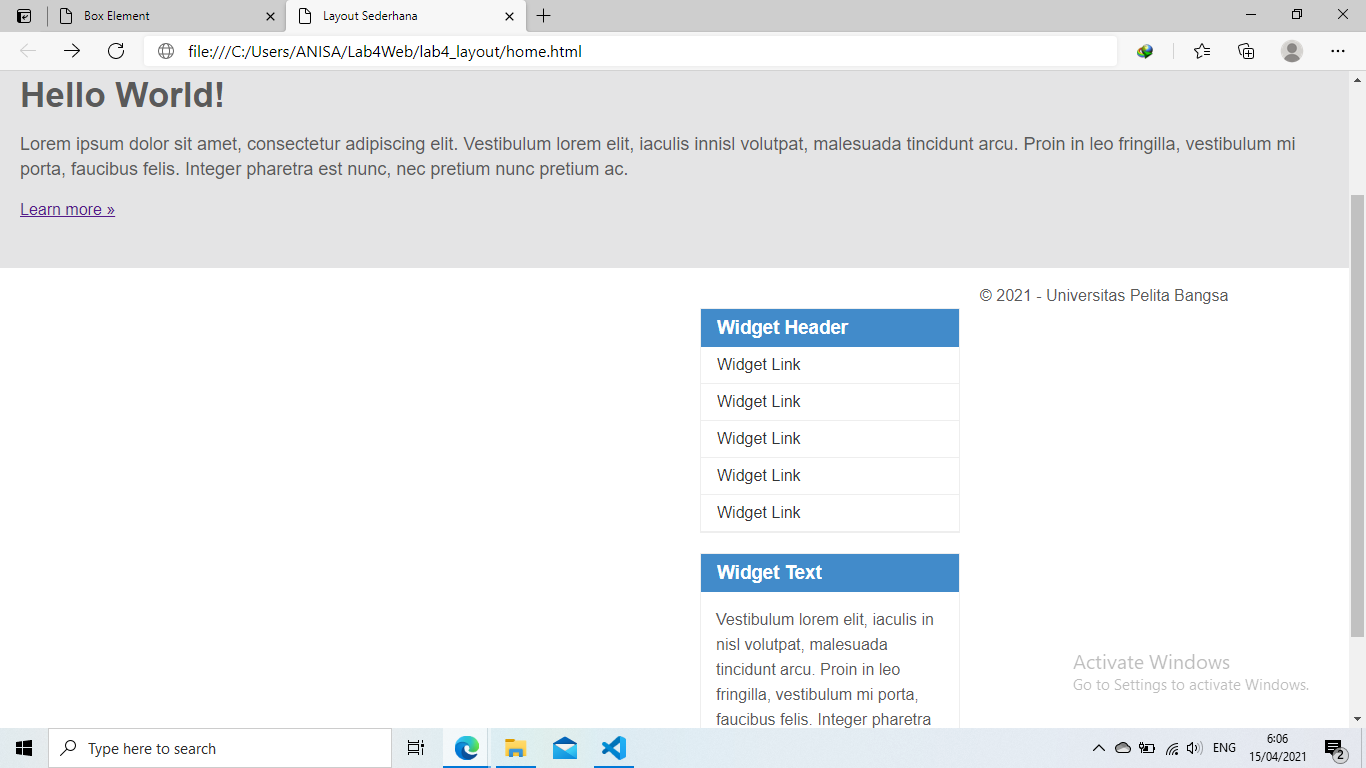 Box Element
Layout Sederhana
file:///C:/Users/ANISA/Lab4Web/lab4_layout/home.html
Hello World!
Lorem ipsum dolor sit amet, consectetur adipiscing elit. Vestibulum lorem elit, iaculis innisl volutpat, malesuada tincidunt arcu. Proin in leo fringilla, vestibulum mi
porta, faucibus felis. Integer pharetra est nunc, nec pretium nunc pretium ac.
Learn more »
© 2021 - Universitas Pelita Bangsa
Widget Header
Widget Link
Widget Link
Widget Link
Widget Link
Widget Link
Widget Text
Vestibulum lorem elit, iaculis in
nisl volutpat, malesuada
tincidunt arcu. Proin in leo
fringilla, vestibulum mi porta,
faucibus felis. Integer pharetra
Activate Windows
Go to Settings to activate Windows.
Type here to search
ENG
6:06
15/04/2021
2